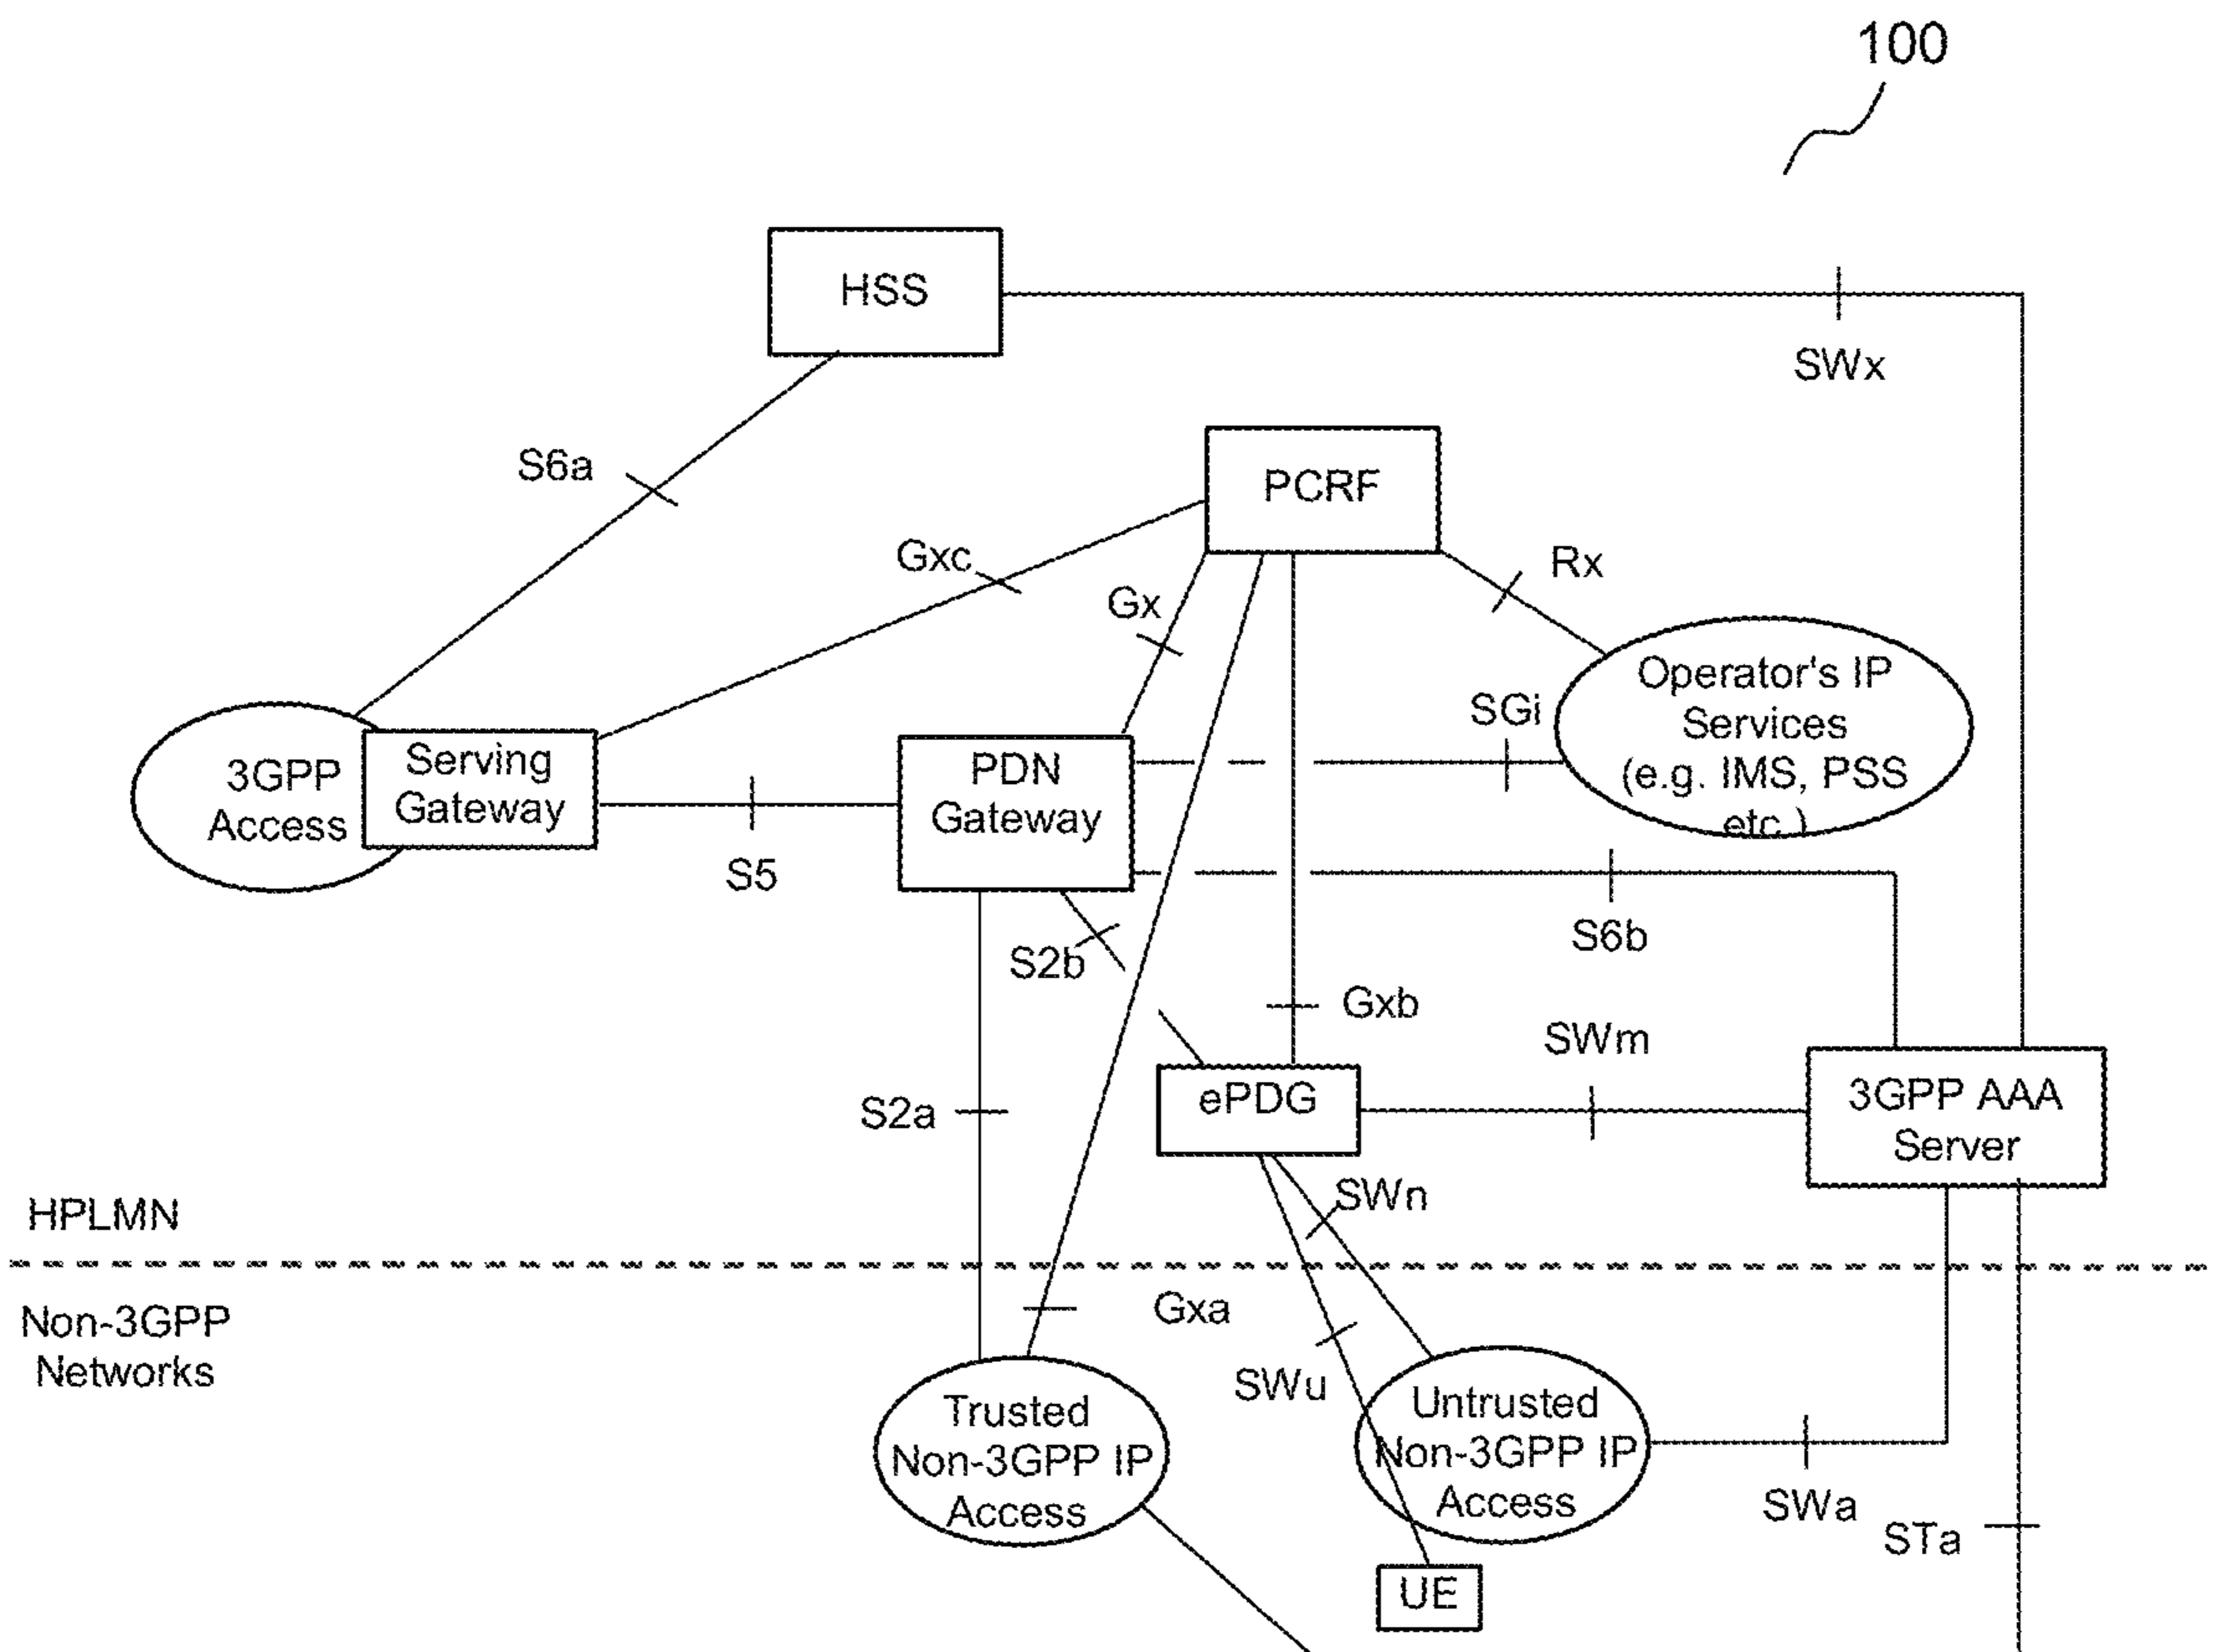 100
HSS
SWx
S6a
PCRF
Gxc
Rx
Gx
Operator's IP
Services
(e.g. IMS, PSS
etc.)
SGi
3GPP
Access
Serving
Gateway
PDN
Gateway
S5
S6b
S2b
Gxb
SWm
ePDG
3GPP AAA
Server
S2a
SWn
HPLMN
Non-3GPP
Networks
Gxa
SWu
Trusted
Non-3GPP IP
Access
Untrusted
Non-3GPP IP
Access
SWa
STa
UE